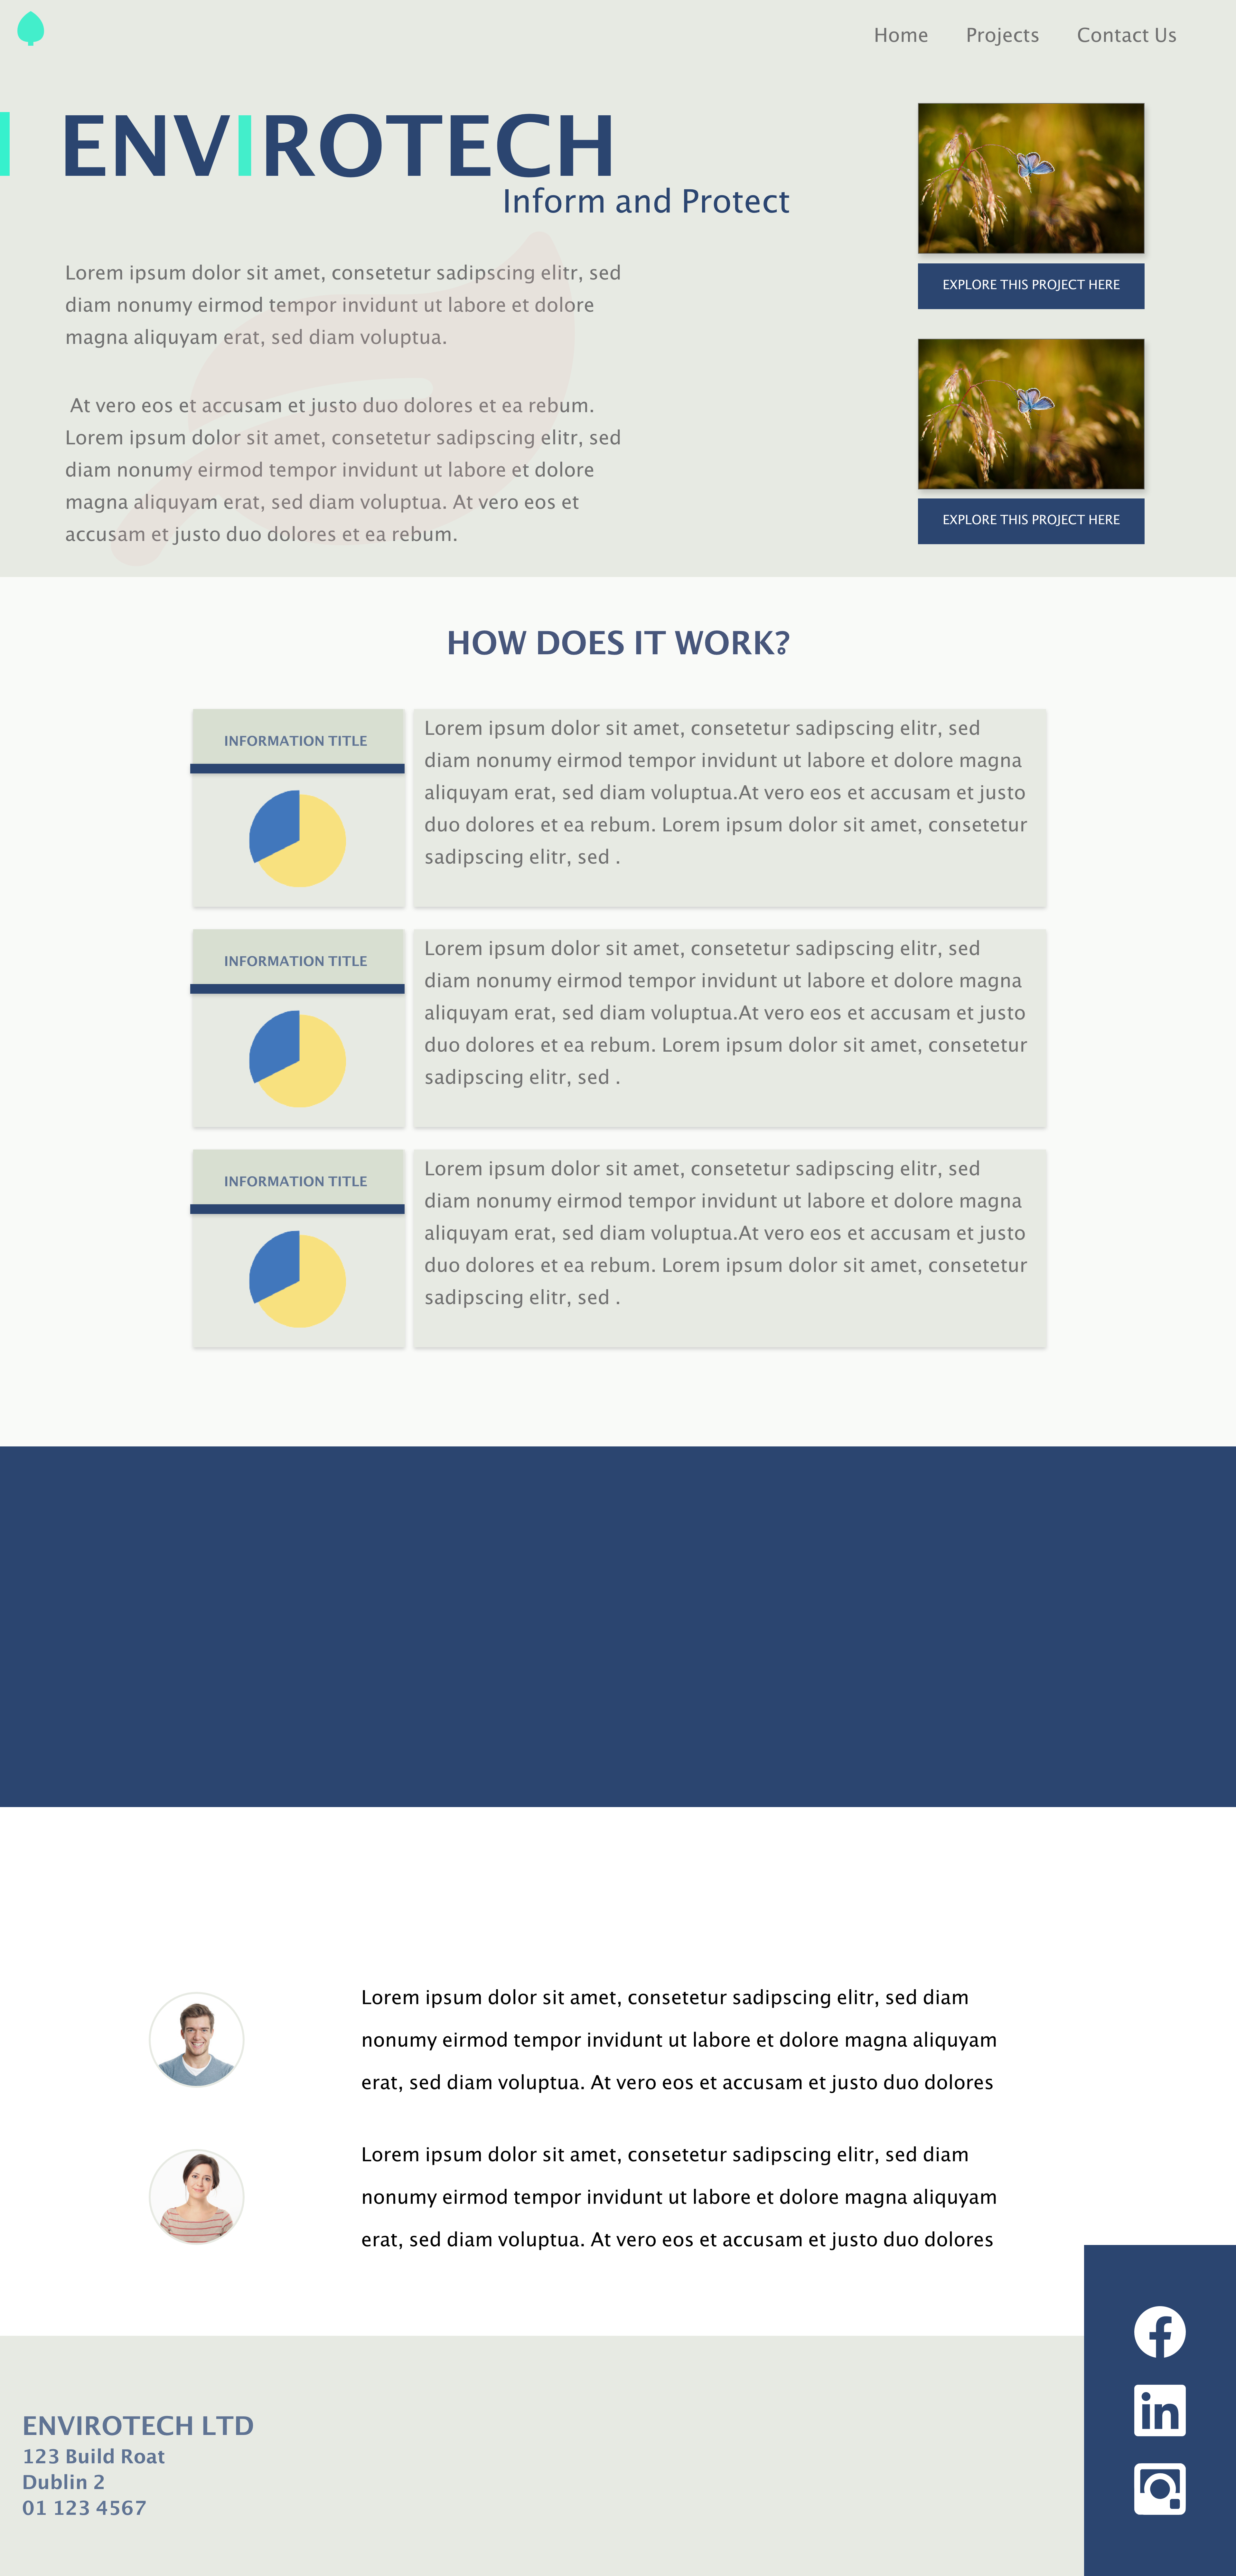 Home Projects Contact Us
ENVIROTECH
Inform and Protect
Lorem ipsum dolor sit amet, consetetur sadipscing elitr, sed
diam nonumy eirmod tempor invidunt ut labore et dolore
magna aliquyam erat, sed diam voluptua.
At vero eos et accusam et justo duo dolores et ea rebum.
Lorem ipsum dolor sit amet, consetetur sadipscing elitr, sed
diam nonumy eirmod tempor invidunt ut labore et dolore
magna aliquyam erat, sed diam voluptua. At vero eos et
accusam et justo duo dolores et ea rebum.
EXPLORE THIS PROJECT HERE
EXPLORE THIS PROJECT HERE
HOW DOES IT WORK?
INFORMATION TITLE
Lorem ipsum dolor sit amet, consetetur sadipscing elitr, sed
diam nonumy eirmod tempor invidunt ut labore et dolore magna
aliquyam erat, sed diam voluptua.At vero eos et accusam et justo
duo dolores et ea rebum. Lorem ipsum dolor sit amet, consetetur
sadipscing elitr, sed .
INFORMATION TITLE
Lorem ipsum dolor sit amet, consetetur sadipscing elitr, sed
diam nonumy eirmod tempor invidunt ut labore et dolore magna
aliquyam erat, sed diam voluptua.At vero eos et accusam et justo
duo dolores et ea rebum. Lorem ipsum dolor sit amet, consetetur
sadipscing elitr, sed .
INFORMATION TITLE
Lorem ipsum dolor sit amet, consetetur sadipscing elitr, sed
diam nonumy eirmod tempor invidunt ut labore et dolore magna
aliquyam erat, sed diam voluptua.At vero eos et accusam et justo
duo dolores et ea rebum. Lorem ipsum dolor sit amet, consetetur
sadipscing elitr, sed .
Lorem ipsum dolor sit amet, consetetur sadipscing elitr, sed diam
nonumy eirmod tempor invidunt ut labore et dolore magna aliquyam
erat, sed diam voluptua. At vero eos et accusam et justo duo dolores
Lorem ipsum dolor sit amet, consetetur sadipscing elitr, sed diam
nonumy eirmod tempor invidunt ut labore et dolore magna aliquyam
erat, sed diam voluptua. At vero eos et accusam et justo duo dolores
ENVIROTECH LTD
123 Build Roat
Dublin 2
01 123 4567